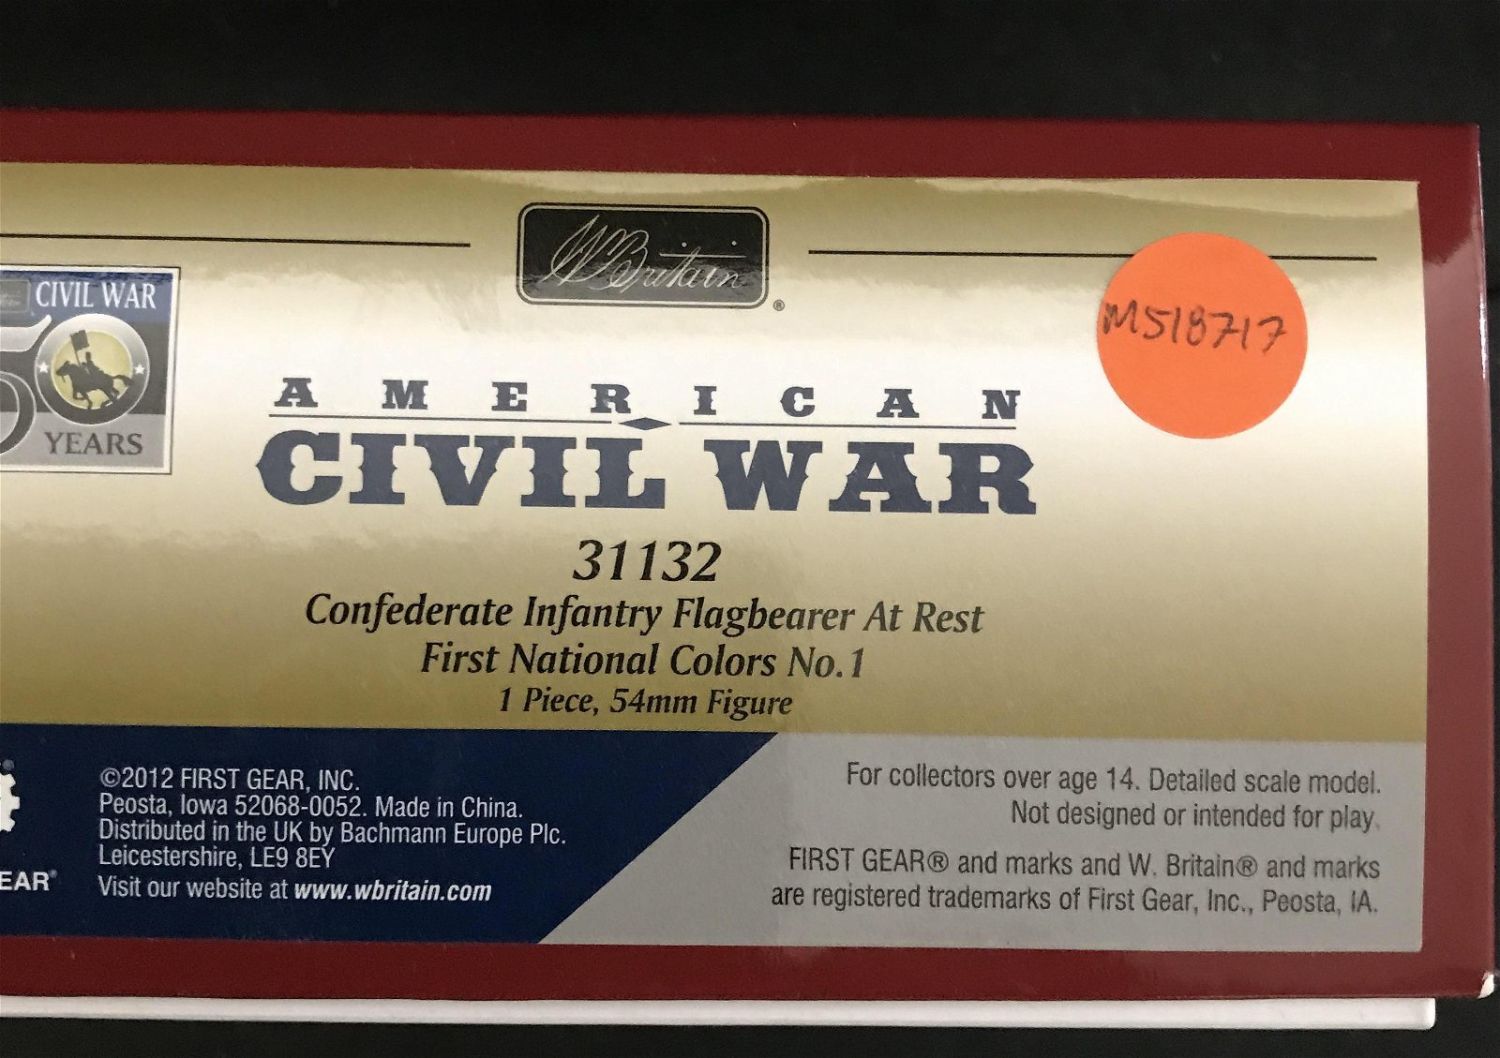 W Britain
®
CIVIL WAR
50
YEARS
M518717
AMERICAN
CIVIL WAR
31132
Confederate Infantry Flagbearer At Rest
First National Colors No. 1
1 Piece, 54mm Figure
©2012 FIRST GEAR, INC.
Peosta, Iowa 52068-0052. Made in China.
Distributed in the UK by Bachmann Europe Plc.
Leicestershire, LE9 8EY
Visit our website at www.wbritain.com
EAR®
For collectors over age 14. Detailed scale model.
Not designed or intended for play.
FIRST GEAR® and marks and W. Britain® and marks
are registered trademarks of First Gear, Inc., Peosta, IA.